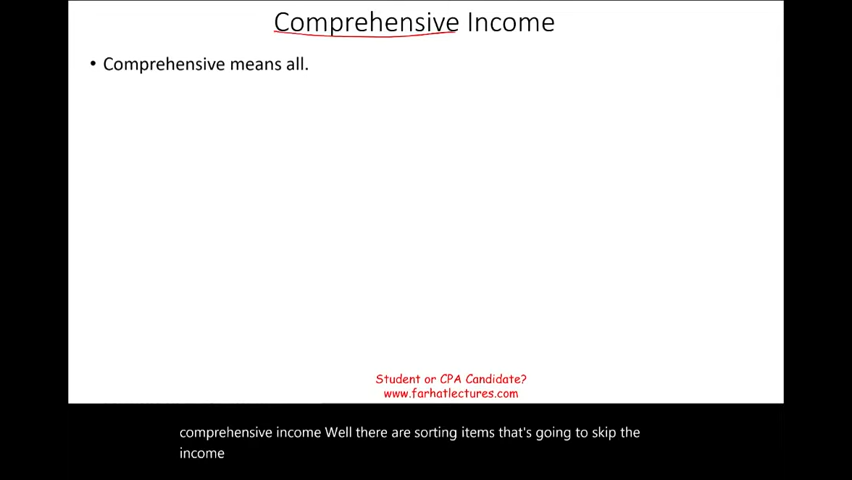 Comprehensive Income
• Comprehensive means all.
Student or CPA Candidate?
www.farhatlectures.com
comprehensive income Well there are sorting items that's going to skip the
income